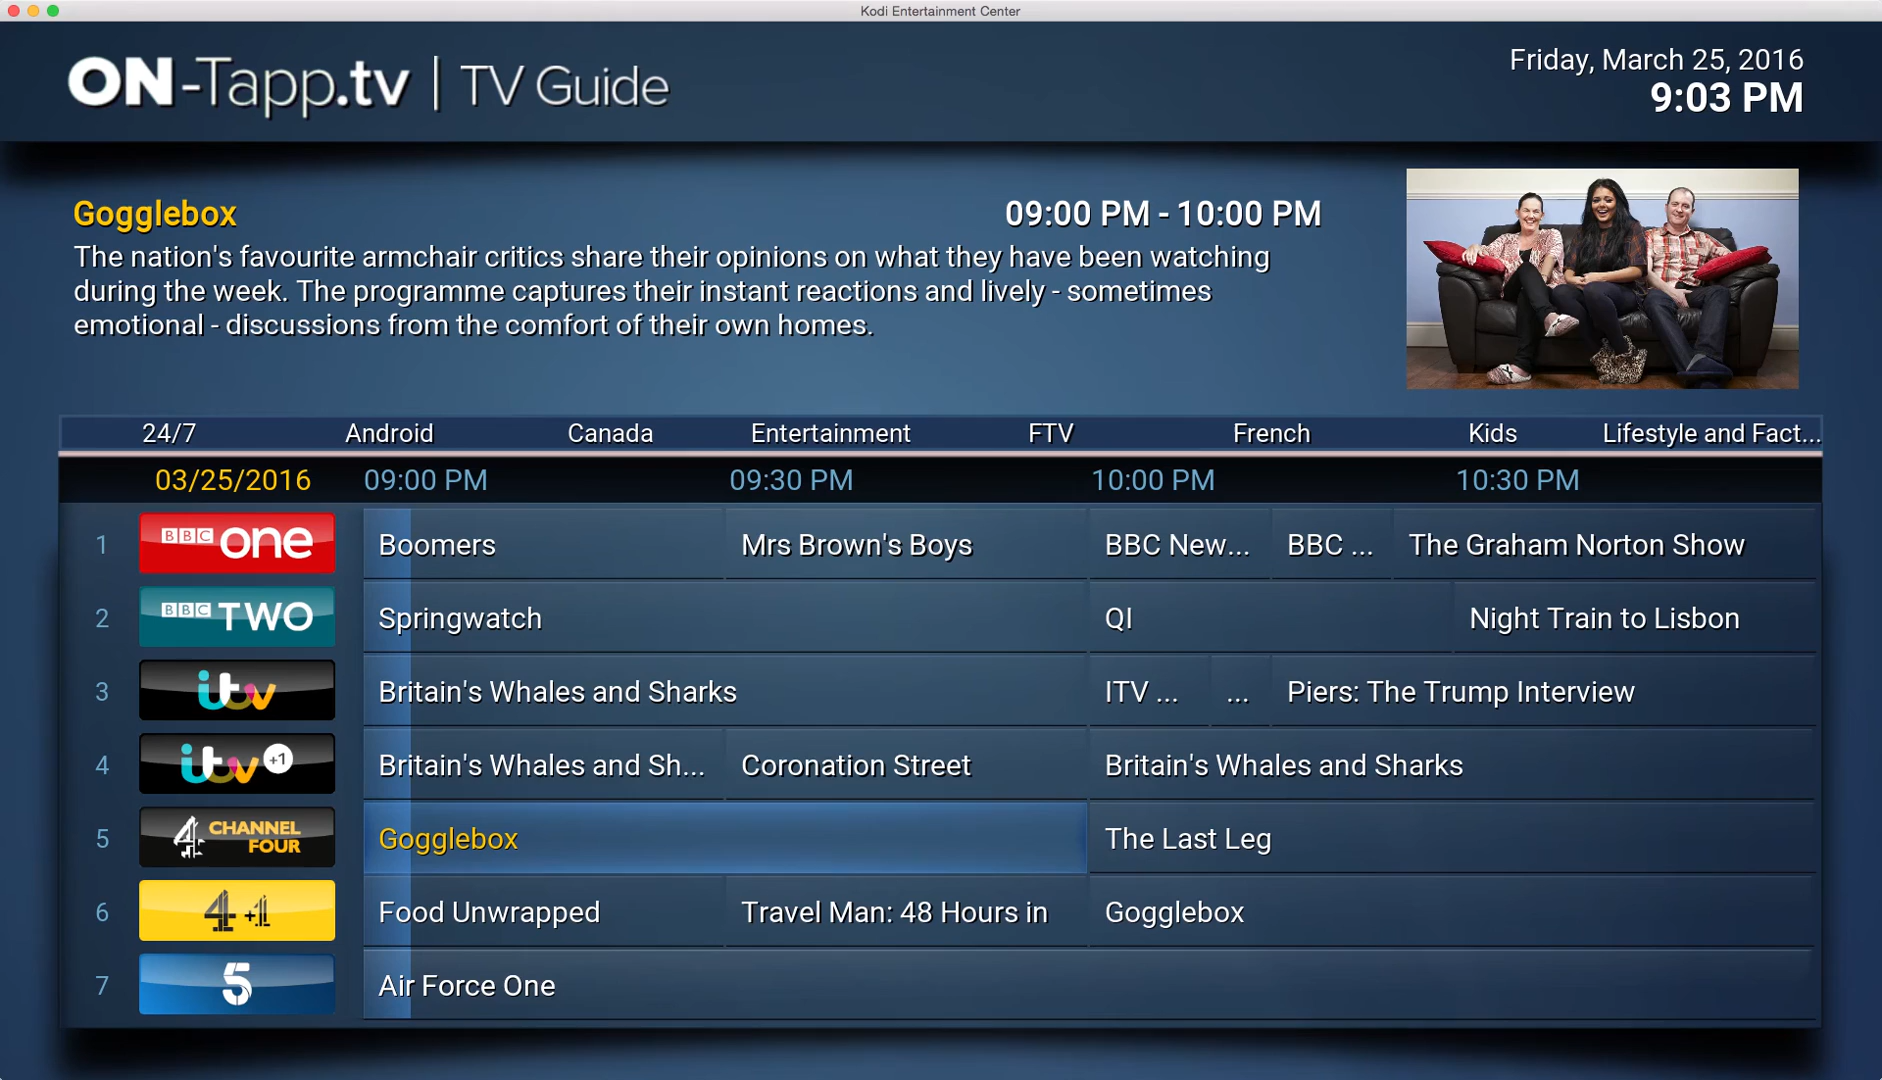 Kodi Entertainment Center
ON-Tapp.tv | TV Guide
Friday, March 25, 2016
9:03 PM
Gogglebox
09:00 PM - 10:00 PM
The nation's favourite armchair critics share their opinions on what they have been watching
during the week. The programme captures their instant reactions and lively - sometimes
emotional - discussions from the comfort of their own homes.
24/7 Android Canada Entertainment FTV French Kids Lifestyle and Fact...
03/25/2016 09:00 PM 09:30 PM 10:00 PM 10:30 PM
1 BBC one Boomers Mrs Brown's Boys BBC New... BBC ... The Graham Norton Show
2 BBC TWO Springwatch QI Night Train to Lisbon
3 itv Britain's Whales and Sharks ITV ... ... Piers: The Trump Interview
4 itv +1 Britain's Whales and Sh... Coronation Street Britain's Whales and Sharks
5 4 CHANNEL FOUR Gogglebox The Last Leg
6 4+1 Food Unwrapped Travel Man: 48 Hours in Gogglebox
7 5 Air Force One